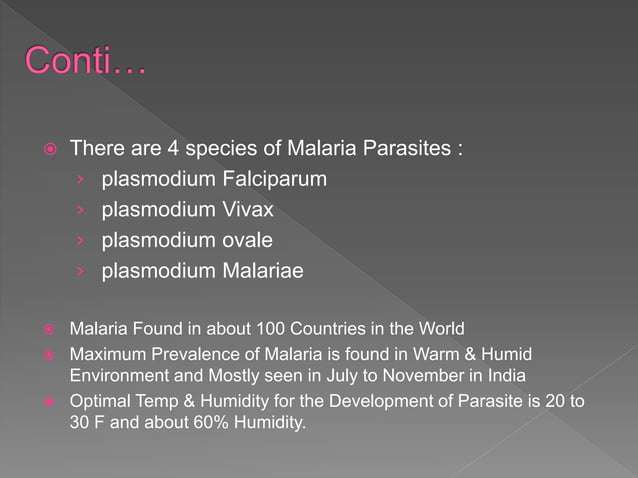 Conti…
There are 4 species of Malaria Parasites :
plasmodium Falciparum
plasmodium Vivax
plasmodium ovale
plasmodium Malariae
Malaria Found in about 100 Countries in the World
Maximum Prevalence of Malaria is found in Warm & Humid
Environment and Mostly seen in July to November in India
Optimal Temp & Humidity for the Development of Parasite is 20 to
30 F and about 60% Humidity.